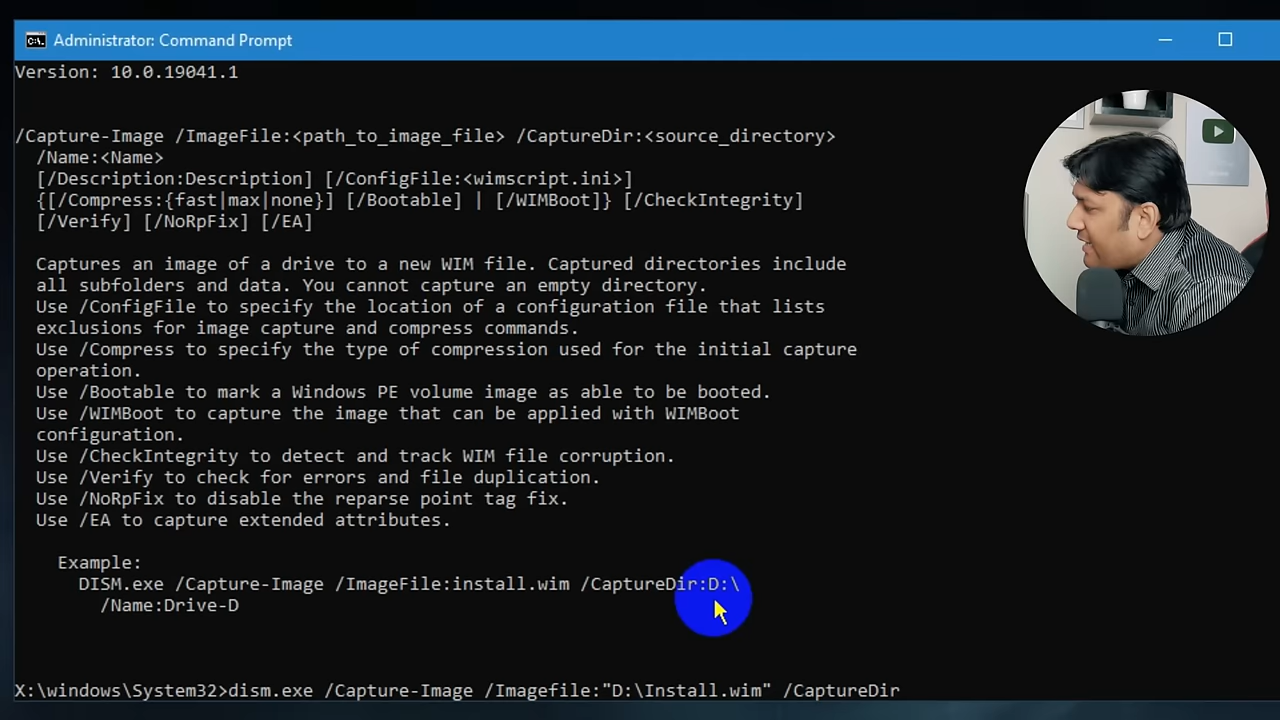 Administrator: Command Prompt
Version: 10.0.19041.1
/Capture-Image /ImageFile:<path_to_image_file> /CaptureDir:<source_directory>
/Name:<Name>
[/Description:Description] [/ConfigFile:<wimscript.ini>]
{[/Compress:{fast|max|none}] [/Bootable] | [/WIMBoot]} [/CheckIntegrity]
[/Verify] [/NoRpFix] [/EA]
Captures an image of a drive to a new WIM file. Captured directories include
all subfolders and data. You cannot capture an empty directory.
Use /ConfigFile to specify the location of a configuration file that lists
exclusions for image capture and compress commands.
Use /Compress to specify the type of compression used for the initial capture
operation.
Use /Bootable to mark a Windows PE volume image as able to be booted.
Use /WIMBoot to capture the image that can be applied with WIMBoot
configuration.
Use /CheckIntegrity to detect and track WIM file corruption.
Use /Verify to check for errors and file duplication.
Use /NoRpFix to disable the reparse point tag fix.
Use /EA to capture extended attributes.
Example:
DISM.exe /Capture-Image /ImageFile:install.wim /CaptureDir:D:\
/Name:Drive-D
X:\windows\System32>dism.exe /Capture-Image /Imagefile:"D:\Install.wim" /CaptureDir